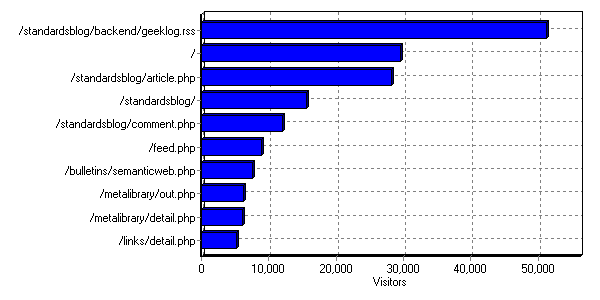 /standardsblog/backend/geeklog.rss
/
/standardsblog/article.php
/standardsblog/
/standardsblog/comment.php
/feed.php
/bulletins/semanticweb.php
/metalibrary/out.php
/metalibrary/detail.php
/links/detail.php
0 10,000 20,000 30,000 40,000 50,000
Visitors